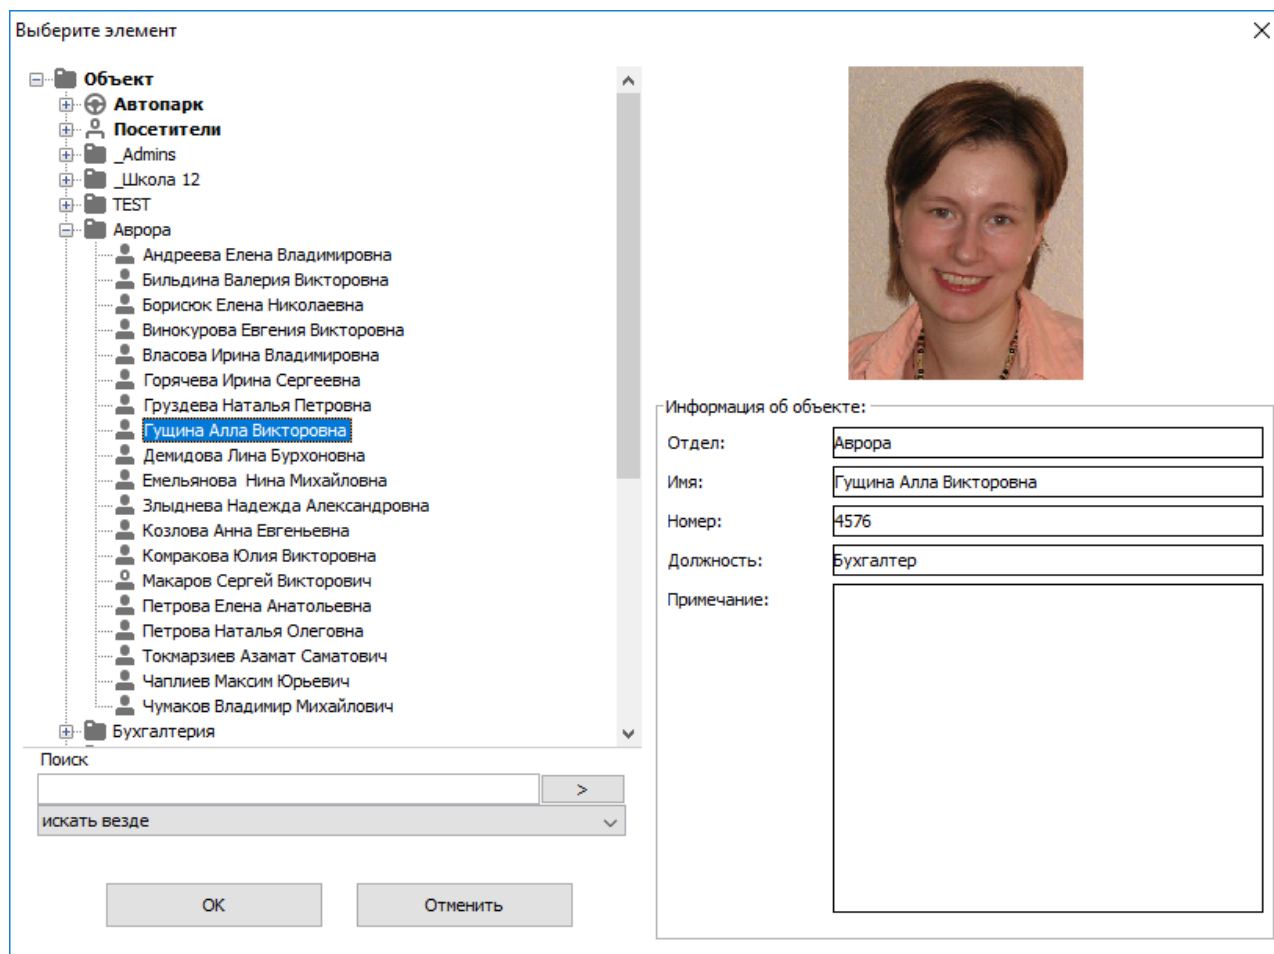 Выберите элемент
Объект
Автопарк
Посетители
_Admins
_Школа 12
TEST
Аврора
Андреева Елена Владимировна
Бильдина Валерия Викторовна
Борисюк Елена Николаевна
Винокурова Евгения Викторовна
Власова Ирина Владимировна
Горячева Ирина Сергеевна
Груздева Наталья Петровна
Гущина Алла Викторовна
Демидова Лина Бурхоновна
Емельянова  Нина Михайловна
Злыднева Надежда Александровна
Козлова Анна Евгеньевна
Комракова Юлия Викторовна
Макаров Сергей Викторович
Петрова Елена Анатольевна
Петрова Наталья Олеговна
Токмарзиев Азамат Саматович
Чаплиев Максим Юрьевич
Чумаков Владимир Михайлович
Бухгалтерия
Поиск
>
искать везде
OK
Отменить
Информация об объекте:
Отдел: Аврора
Имя: Гущина Алла Викторовна
Номер: 4576
Должность: Бухгалтер
Примечание: